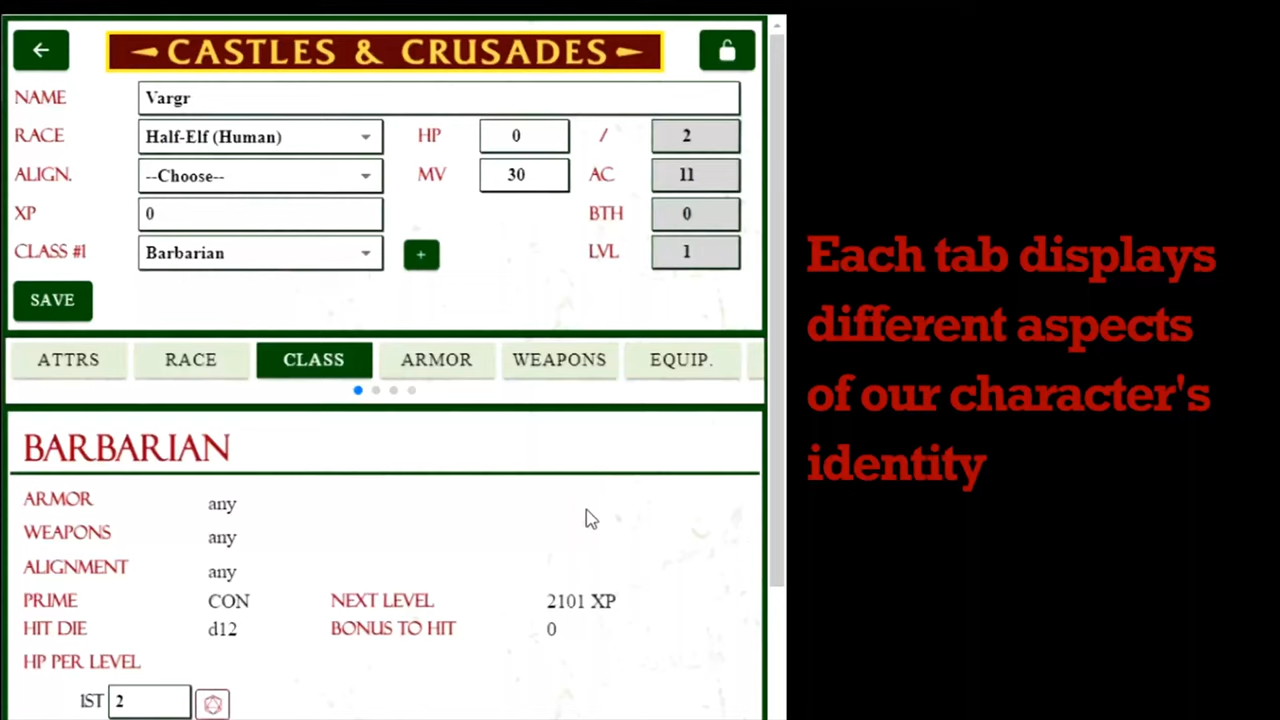 CASTLES & CRUSADES
NAME Vargr
RACE Half-Elf (Human) HP 0 / 2
ALIGN. --Choose-- MV 30 AC 11
XP 0 BTH 0
CLASS #1 Barbarian + LVL 1
SAVE
ATTRS RACE CLASS ARMOR WEAPONS EQUIP.
BARBARIAN
ARMOR any
WEAPONS any
ALIGNMENT any
PRIME CON NEXT LEVEL 2101 XP
HIT DIE d12 BONUS TO HIT 0
HP PER LEVEL
1ST 2
Each tab displays
different aspects
of our character's
identity